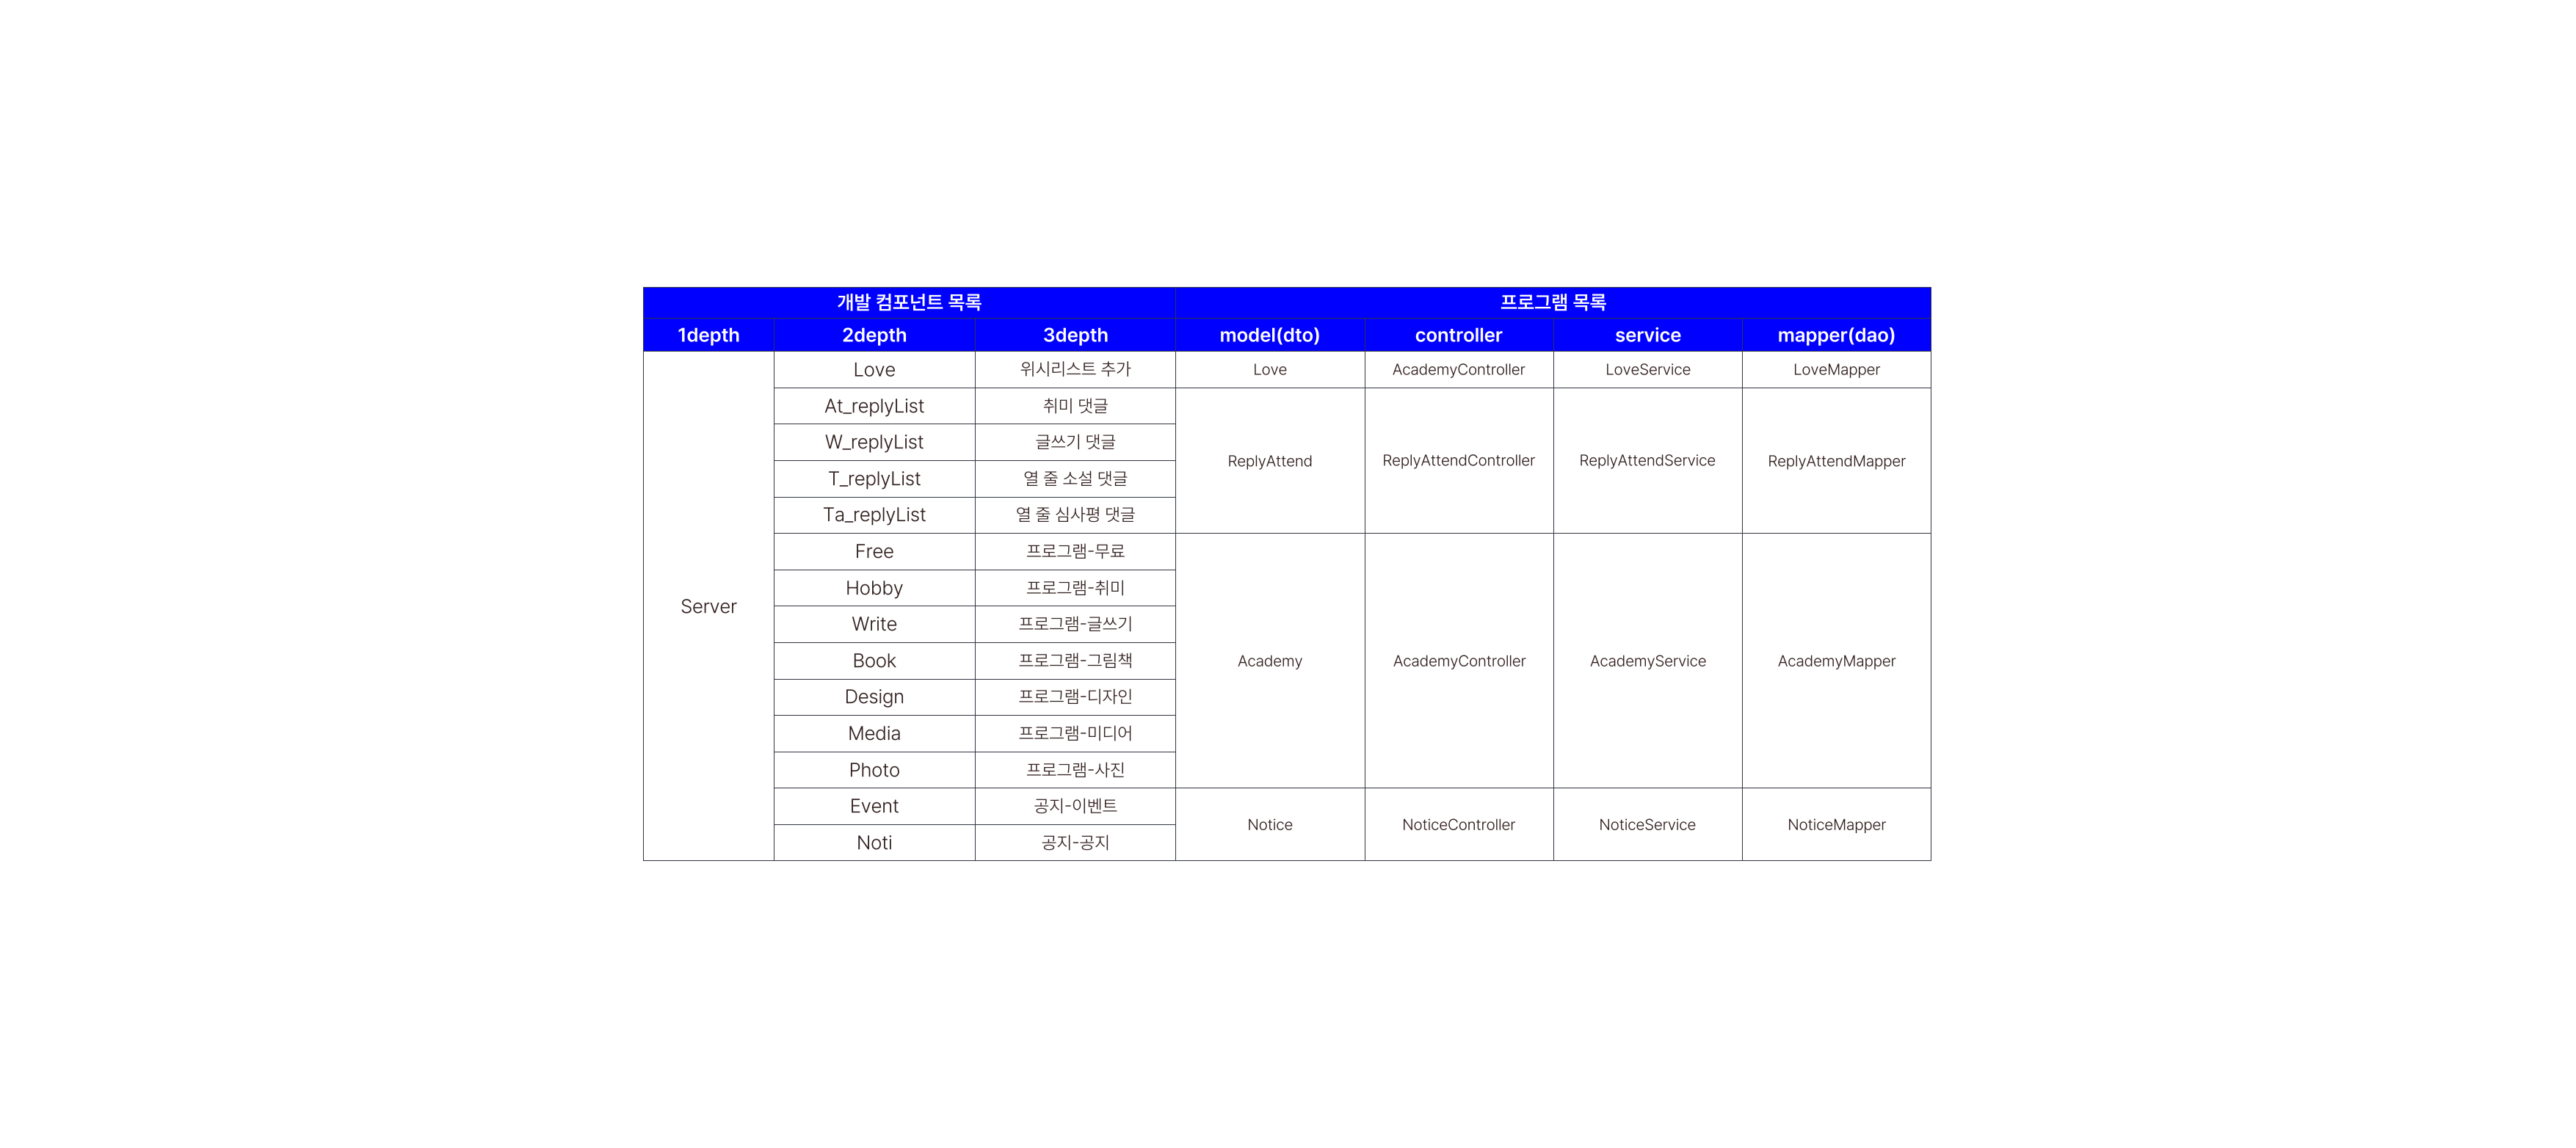 개발 컴포넌트 목록 프로그램 목록
1depth 2depth 3depth model(dto) controller service mapper(dao)
Server
Love 위시리스트 추가 Love AcademyController LoveService LoveMapper
At_replyList 취미 댓글
W_replyList 글쓰기 댓글
T_replyList 열 줄 소설 댓글
Ta_replyList 열 줄 심사평 댓글
ReplyAttend ReplyAttendController ReplyAttendService ReplyAttendMapper
Free 프로그램-무료
Hobby 프로그램-취미
Write 프로그램-글쓰기
Book 프로그램-그림책
Design 프로그램-디자인
Media 프로그램-미디어
Photo 프로그램-사진
Academy AcademyController AcademyService AcademyMapper
Event 공지-이벤트
Noti 공지-공지
Notice NoticeController NoticeService NoticeMapper